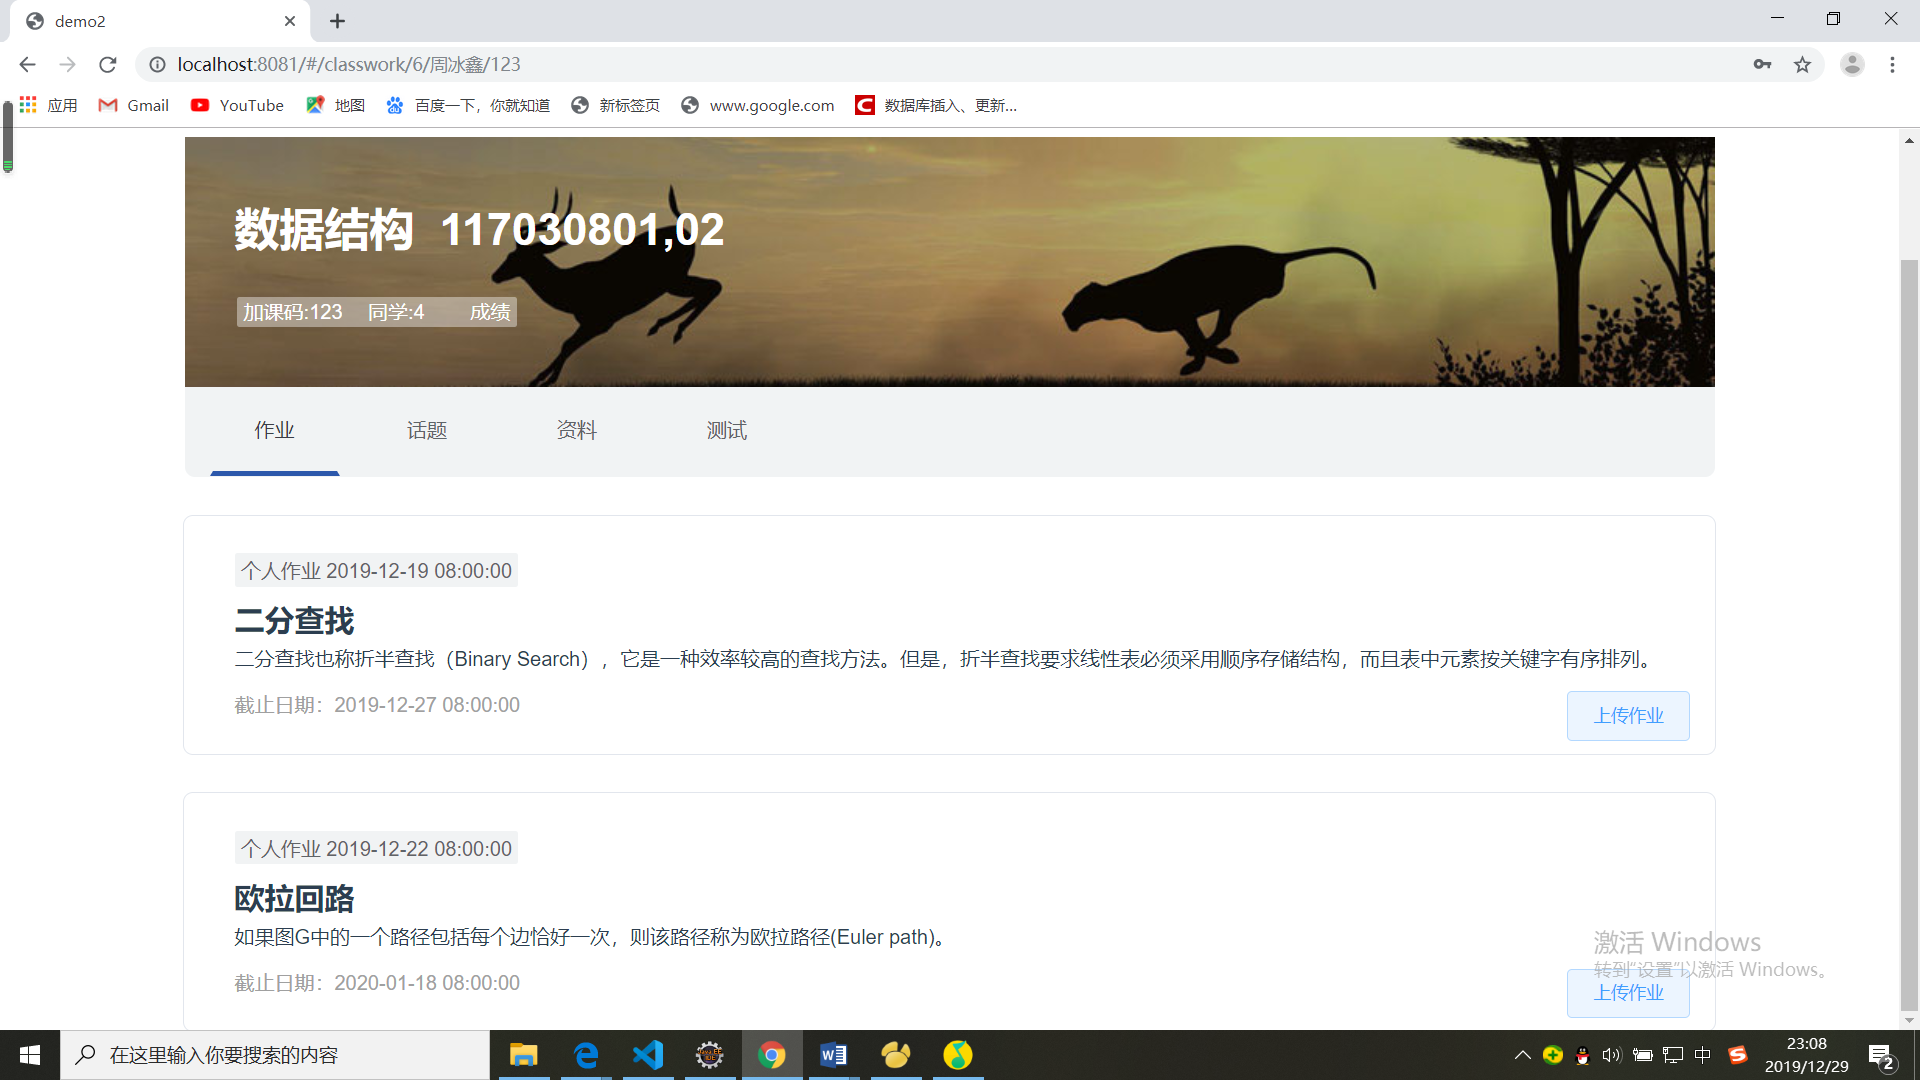 demo2
localhost:8081/#/classwork/6/周冰鑫/123
应用 Gmail YouTube 地图 百度一下，你就知道 新标签页 www.google.com 数据库插入、更新...
数据结构 117030801,02
加课码:123 同学:4 成绩
作业 话题 资料 测试
个人作业 2019-12-19 08:00:00
二分查找
二分查找也称折半查找（Binary Search），它是一种效率较高的查找方法。但是，折半查找要求线性表必须采用顺序存储结构，而且表中元素按关键字有序排列。
截止日期：2019-12-27 08:00:00
上传作业
个人作业 2019-12-22 08:00:00
欧拉回路
如果图G中的一个路径包括每个边恰好一次，则该路径称为欧拉路径(Euler path)。
截止日期：2020-01-18 08:00:00
上传作业
激活 Windows
转到“设置”以激活 Windows。
在这里输入你要搜索的内容
中
23:08
2019/12/29
2